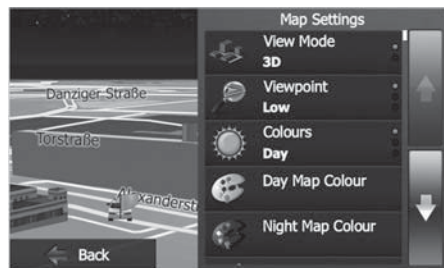 Map Settings
View Mode
3D
Viewpoint
Low
Colours
Day
Day Map Colour
Night Map Colour
Danziger Straße
Torstraße
Alexanderst
Back